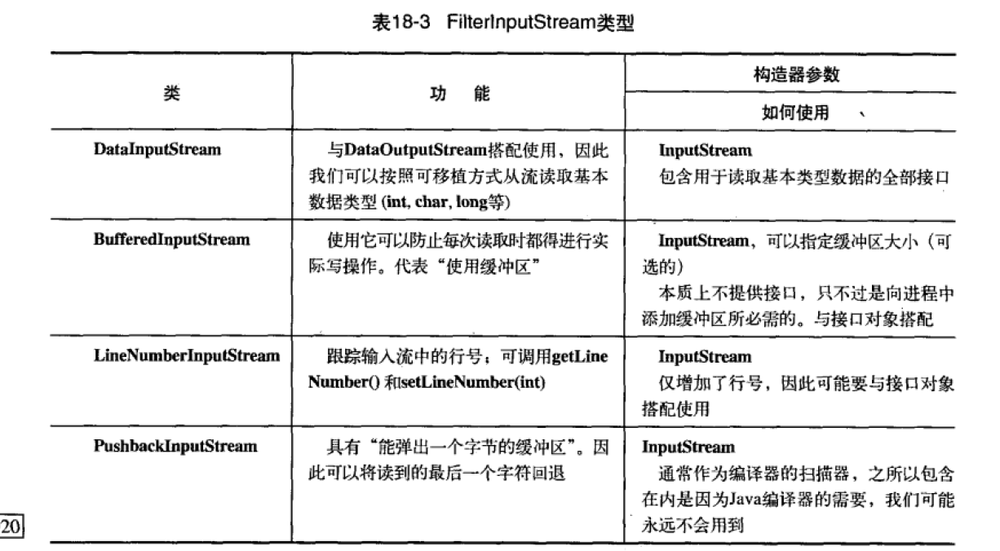 表18-3 FilterInputStream类型
类
功 能
构造器参数
如何使用
DataInputStream
与DataOutputStream搭配使用，因此
我们可以按照可移植方式从流读取基本
数据类型 (int, char, long等)
InputStream
包含用于读取基本类型数据的全部接口
BufferedInputStream
使用它可以防止每次读取时都得进行实
际写操作。代表“使用缓冲区”
InputStream，可以指定缓冲区大小（可
选的）
本质上不提供接口，只不过是向进程中
添加缓冲区所必需的。与接口对象搭配
LineNumberInputStream
跟踪输入流中的行号；可调用getLine
Number() 和setLineNumber(int)
InputStream
仅增加了行号，因此可能要与接口对象
搭配使用
PushbackInputStream
具有“能弹出一个字节的缓冲区”。因
此可以将读到的最后一个字符回退
InputStream
通常作为编译器的扫描器，之所以包含
在内是因为Java编译器的需要，我们可能
永远不会用到
20